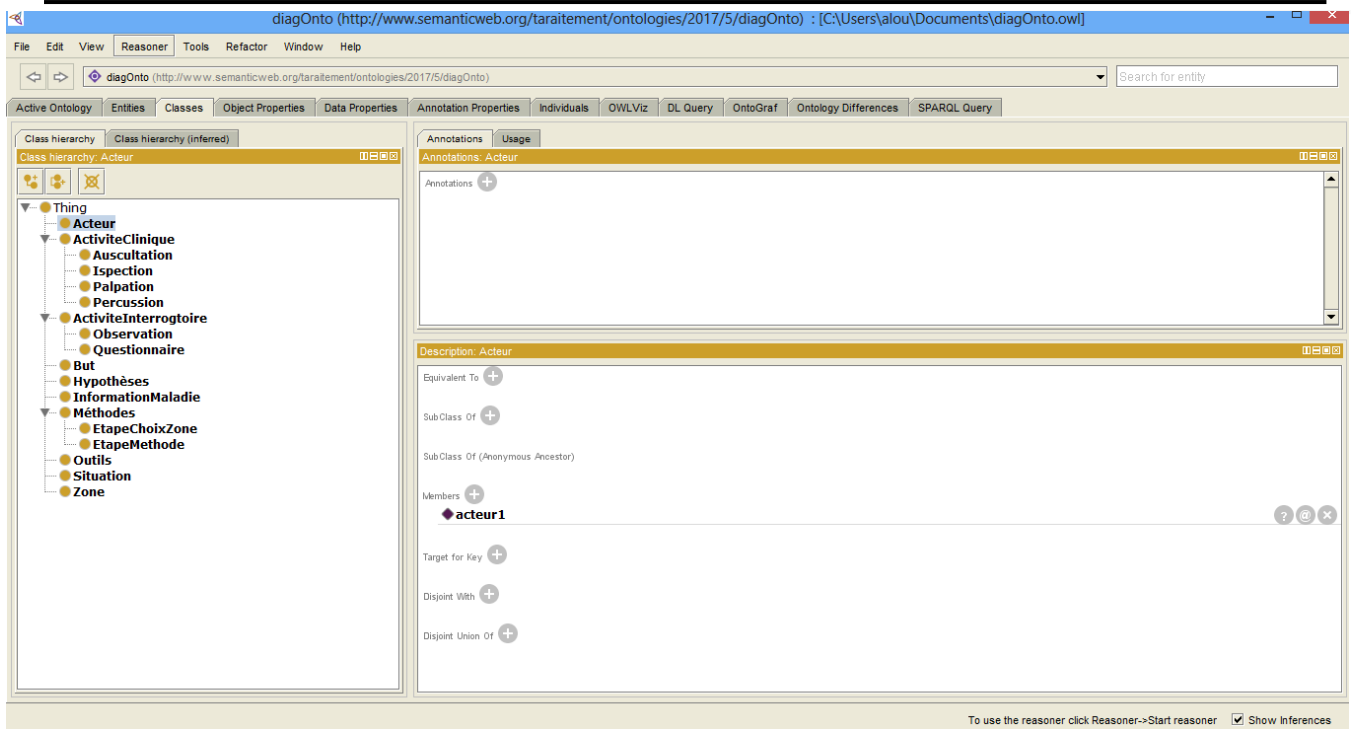 diagOnto (http://www.semanticweb.org/taraitement/ontologies/2017/5/diagOnto) : [C:\Users\alou\Documents\diagOnto.owl]
File Edit View Reasoner Tools Refactor Window Help
diagOnto (http://www.semanticweb.org/taraitement/ontologies/2017/5/diagOnto)
Search for entity
Active Ontology Entities Classes Object Properties Data Properties Annotation Properties Individuals OWLViz DL Query OntoGraf Ontology Differences SPARQL Query
Class hierarchy Class hierarchy (inferred)
Class hierarchy: Acteur
Thing
Acteur
ActiviteClinique
Auscultation
Ispection
Palpation
Percussion
ActiviteInterrogtoire
Observation
Questionnaire
But
Hypothèses
InformationMaladie
Méthodes
EtapeChoixZone
EtapeMethode
Outils
Situation
Zone
Annotations Usage
Annotations: Acteur
Annotations
Description: Acteur
Equivalent To
SubClass Of
SubClass Of (Anonymous Ancestor)
Members
acteur1
Target for Key
Disjoint With
Disjoint Union Of
To use the reasoner click Reasoner->Start reasoner Show Inferences